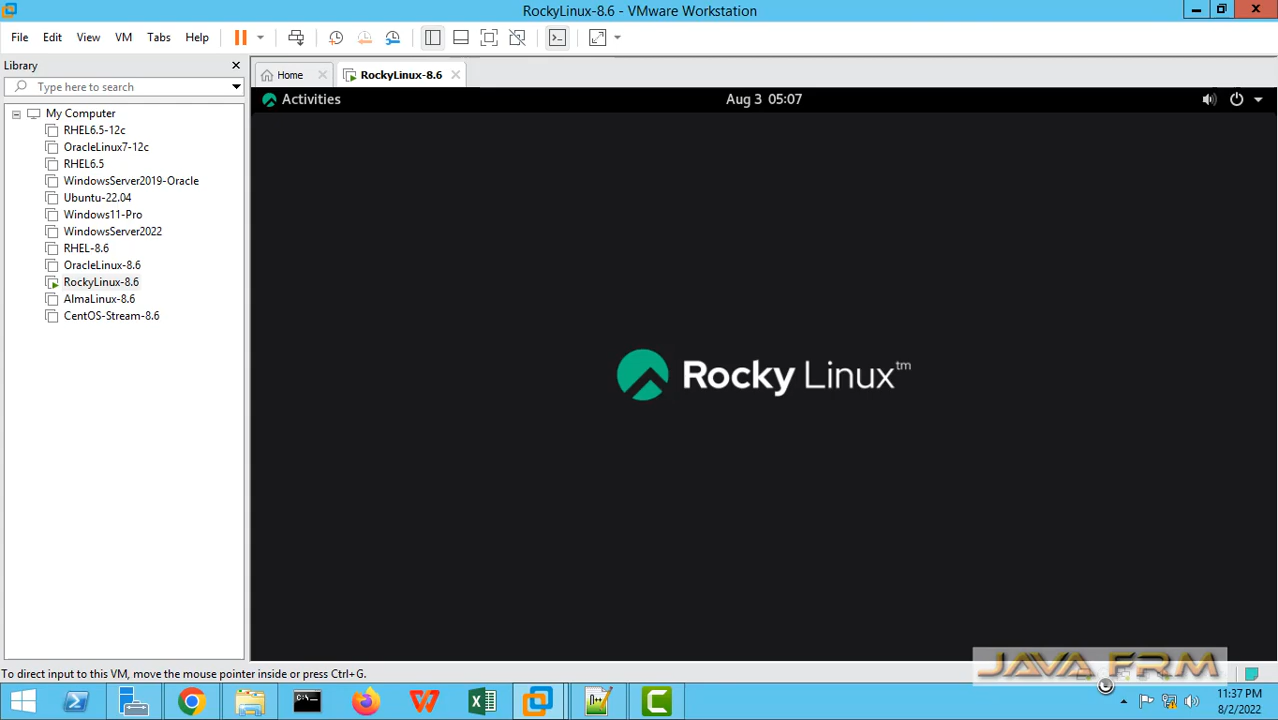 RockyLinux-8.6 - VMware Workstation
File Edit View VM Tabs Help
Library
Type here to search
My Computer
RHEL6.5-12c
OracleLinux7-12c
RHEL6.5
WindowsServer2019-Oracle
Ubuntu-22.04
Windows11-Pro
WindowsServer2022
RHEL-8.6
OracleLinux-8.6
RockyLinux-8.6
AlmaLinux-8.6
CentOS-Stream-8.6
Home
RockyLinux-8.6
Activities
Aug 3 05:07
Rocky Linux™
To direct input to this VM, move the mouse pointer inside or press Ctrl+G.
JAVA FRM
11:37 PM
8/2/2022